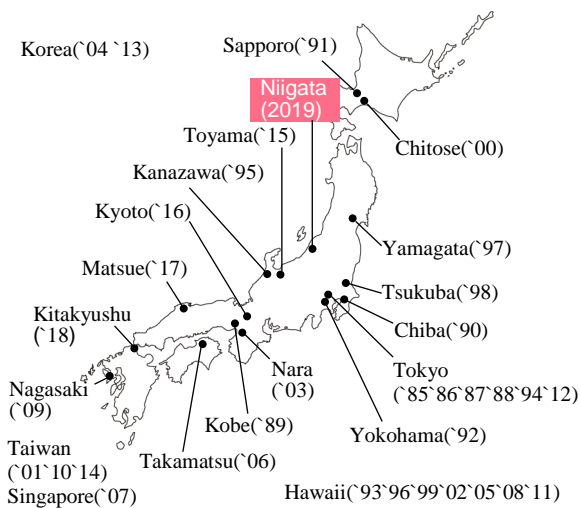 Korea(`04 `13)
Sapporo(`91)
Niigata
(2019)
Toyama(`15)
Chitose(`00)
Kanazawa(`95)
Kyoto(`16)
Yamagata(`97)
Matsue(`17)
Tsukuba(`98)
Kitakyushu
(`18)
Chiba(`90)
Nara
(`03)
Tokyo
(`85`86`87`88`94`12)
Nagasaki
(`09)
Kobe(`89)
Yokohama(`92)
Taiwan
(`01`10`14)
Takamatsu(`06)
Singapore(`07)
Hawaii(`93`96`99`02`05`08`11)